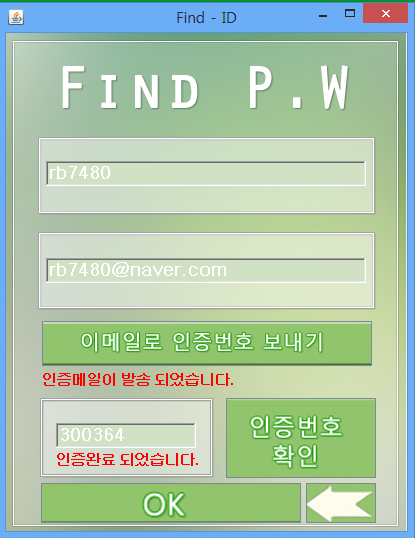 Find - ID
FIND P.W
rb7480
rb7480@naver.com
이메일로 인증번호 보내기
인증메일이 발송 되었습니다.
300364
인증완료 되었습니다.
인증번호
확인
OK